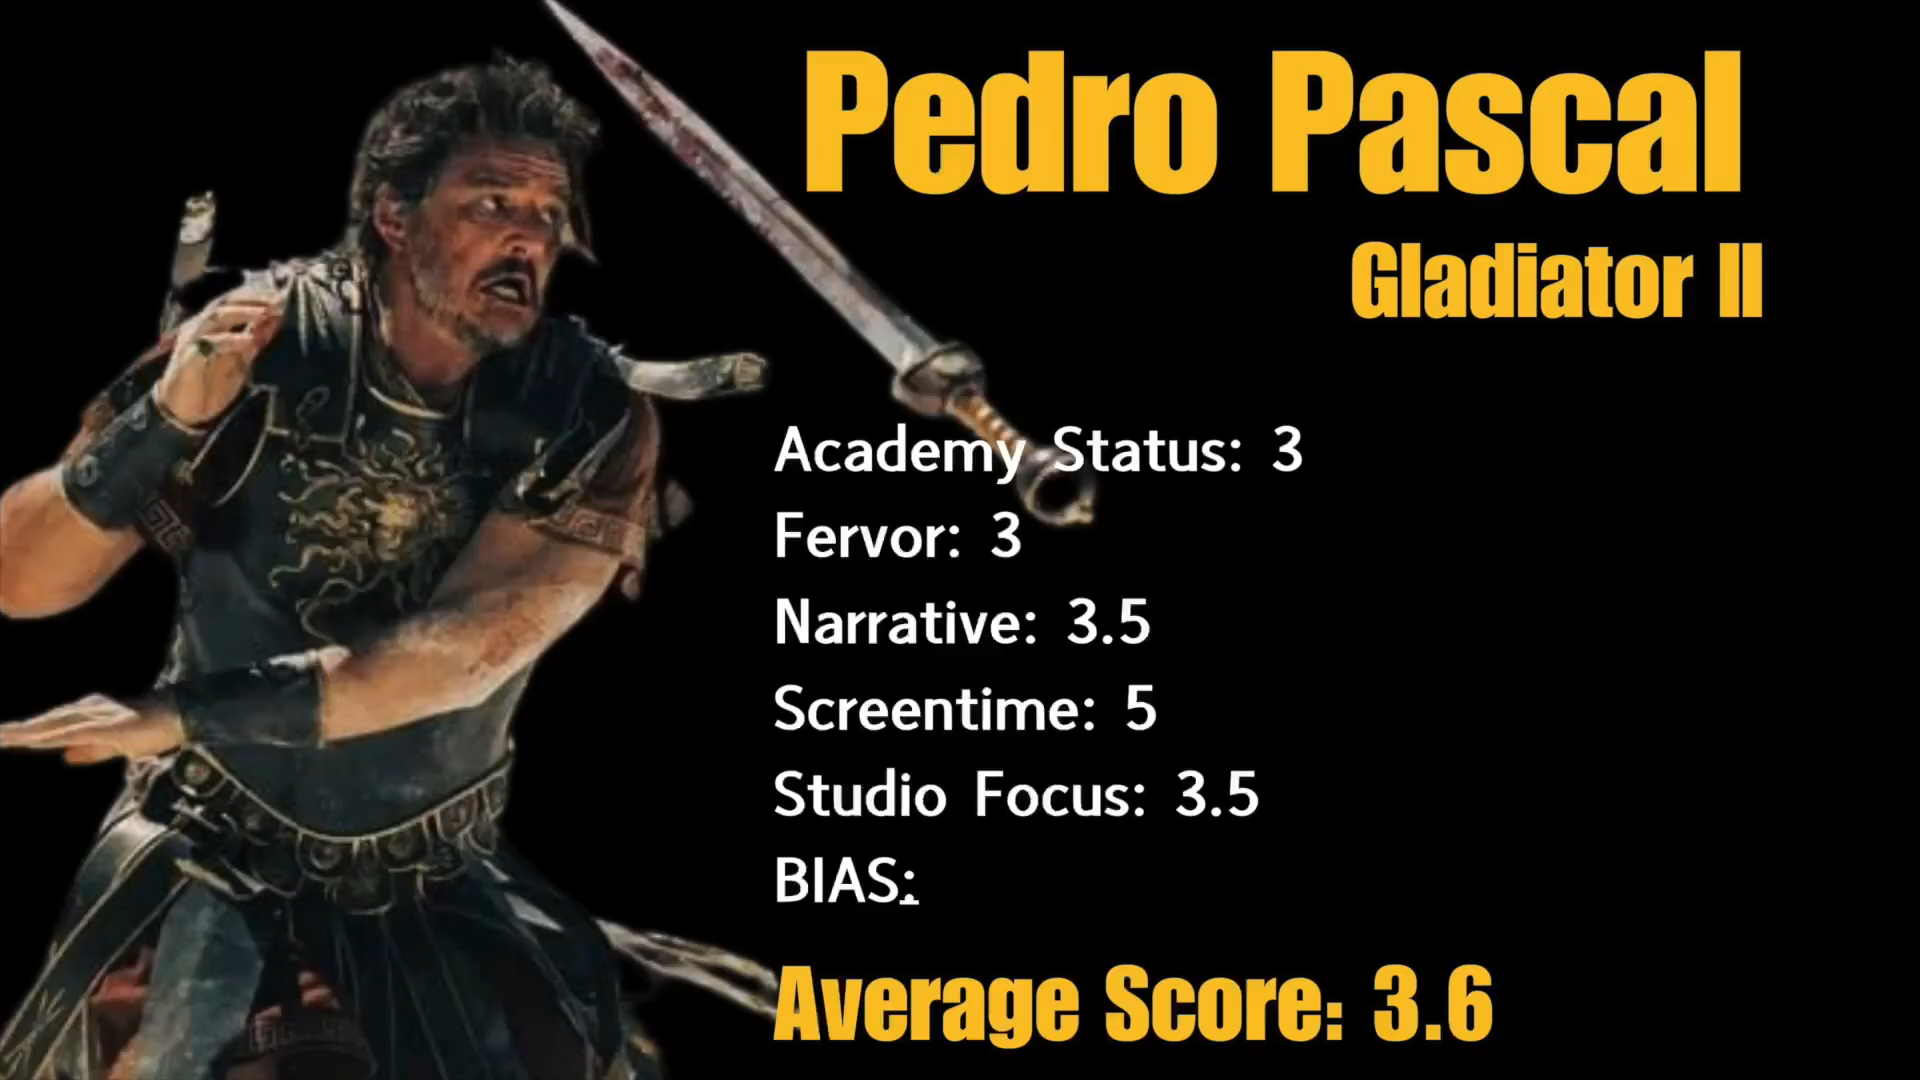 Pedro Pascal
Gladiator II
Academy Status: 3
Fervor: 3
Narrative: 3.5
Screentime: 5
Studio Focus: 3.5
BIAS:
Average Score: 3.6